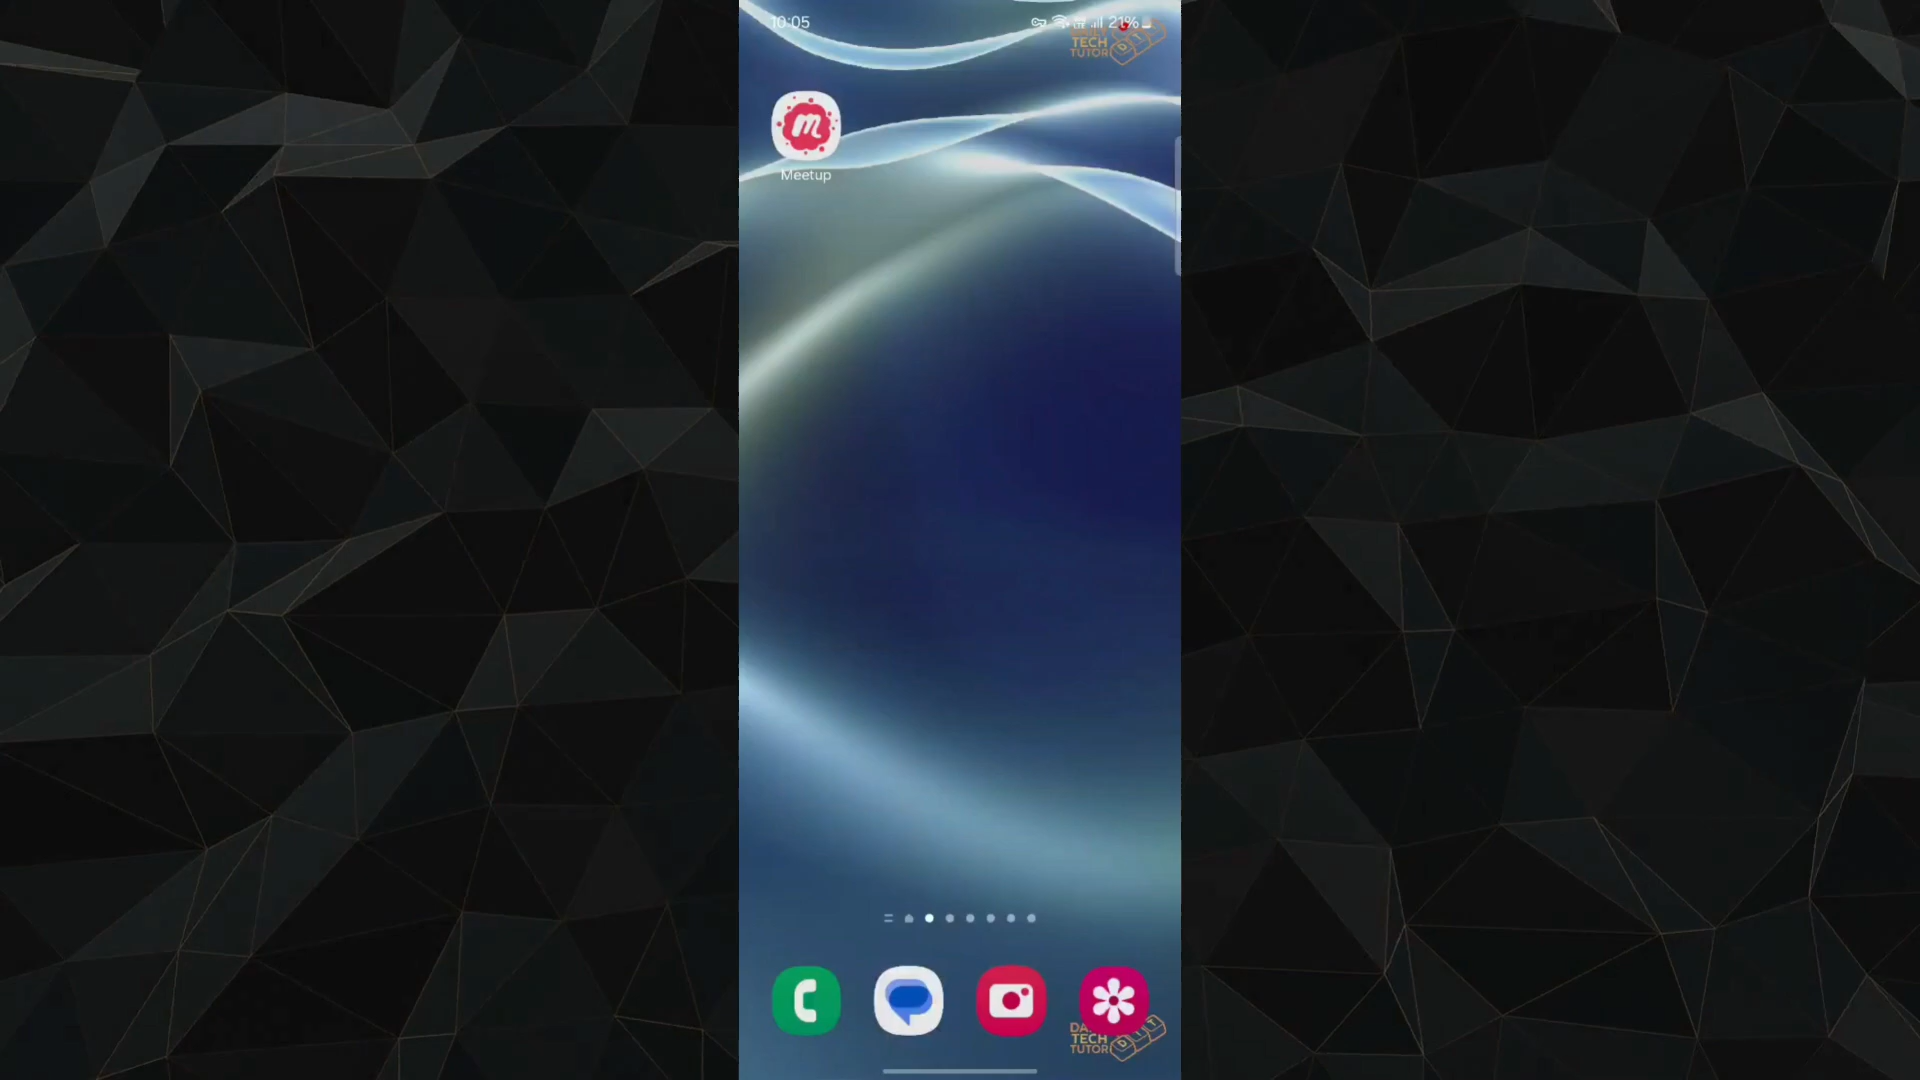 10:05
21%
TECH
TUTOR
m
Meetup
TECH
TUTOR